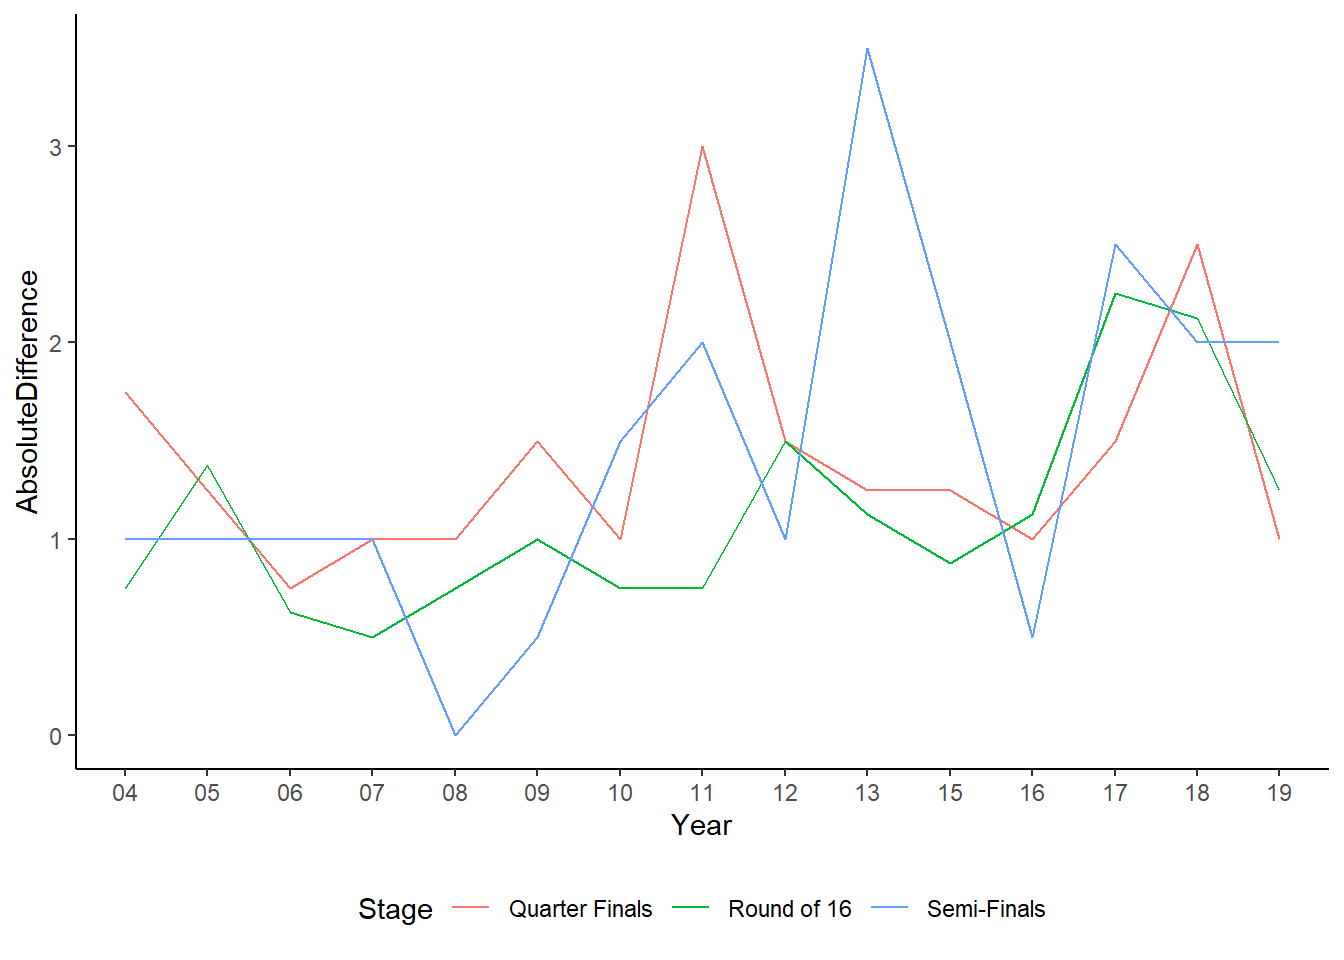 3
2
1
0
AbsoluteDifference
04 05 06 07 08 09 10 11 12 13 15 16 17 18 19
Year
Stage Quarter Finals Round of 16 Semi-Finals